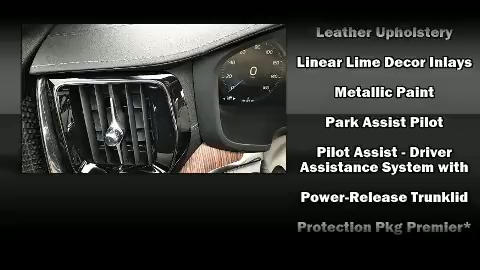 Leather Upholstery
Linear Lime Decor Inlays
Metallic Paint
Park Assist Pilot
Pilot Assist - Driver
Assistance System with
Power-Release Trunklid
Protection Pkg Premier*
0